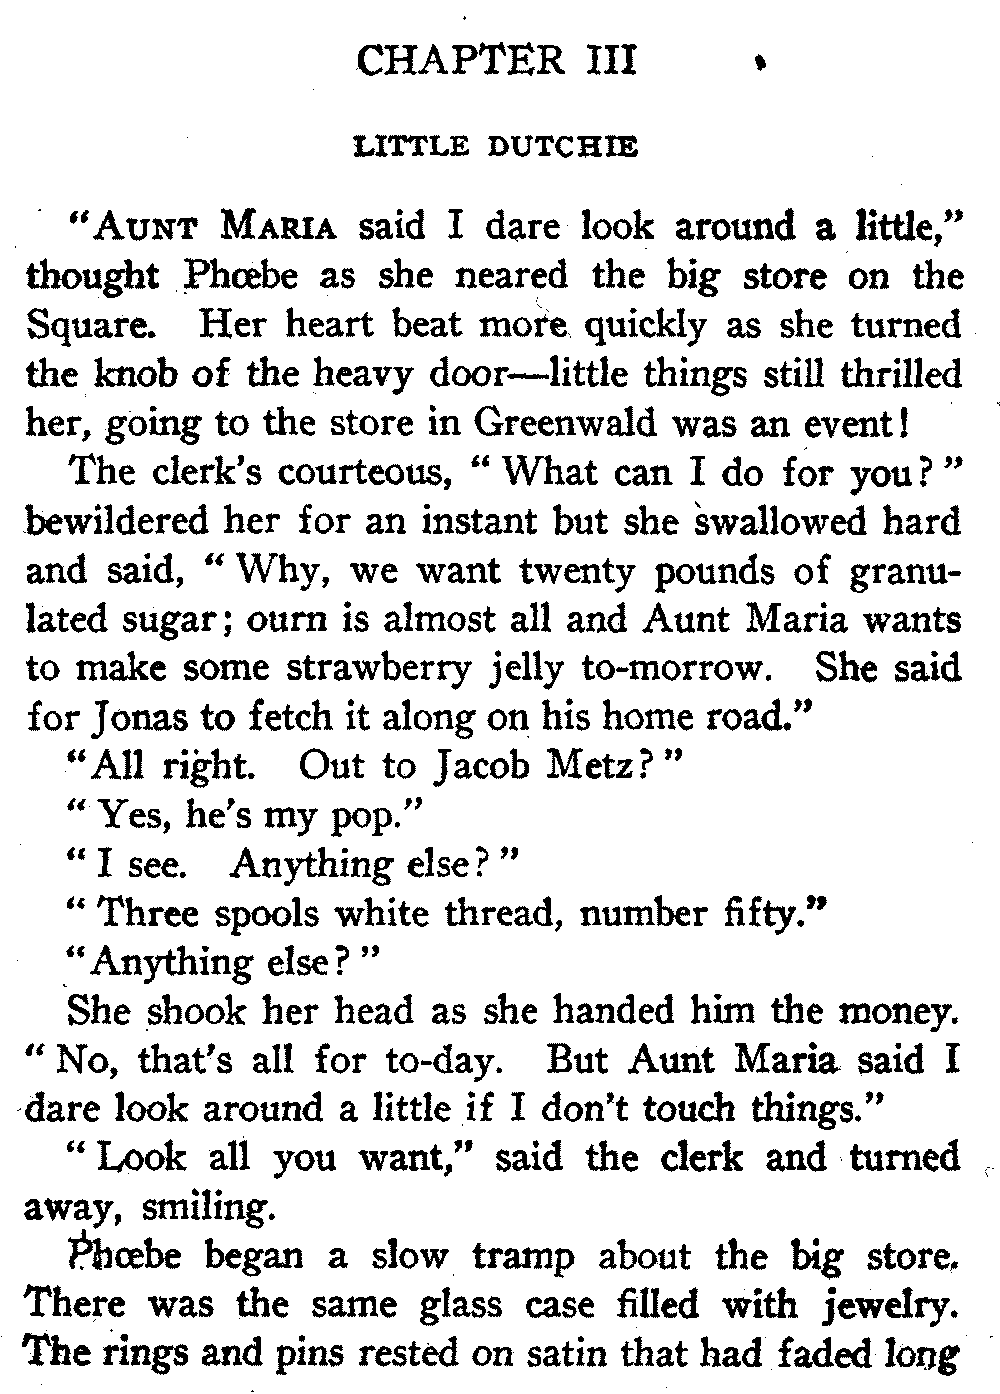 CHAPTER III
LITTLE DUTCHIE
"AUNT MARIA said I dare look around a little,"
thought Phœbe as she neared the big store on the
Square. Her heart beat more quickly as she turned
the knob of the heavy door—little things still thrilled
her, going to the store in Greenwald was an event!
The clerk's courteous, "What can I do for you?"
bewildered her for an instant but she swallowed hard
and said, "Why, we want twenty pounds of granu-
lated sugar; ourn is almost all and Aunt Maria wants
to make some strawberry jelly to-morrow. She said
for Jonas to fetch it along on his home road."
"All right. Out to Jacob Metz?"
"Yes, he's my pop."
"I see. Anything else?"
"Three spools white thread, number fifty."
"Anything else?"
She shook her head as she handed him the money.
"No, that's all for to-day. But Aunt Maria said I
dare look around a little if I don't touch things."
"Look all you want," said the clerk and turned
away, smiling.
Phœbe began a slow tramp about the big store.
There was the same glass case filled with jewelry.
The rings and pins rested on satin that had faded long